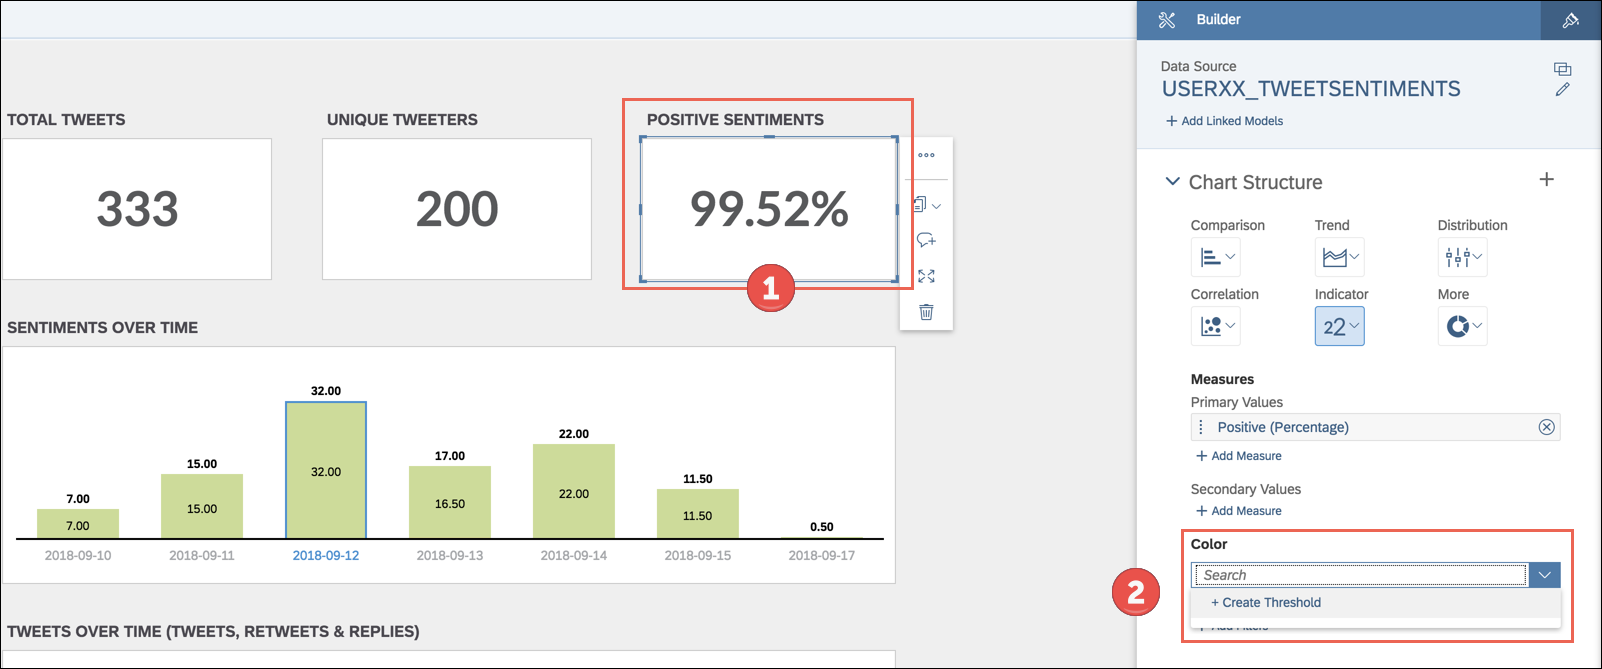 Builder
Data Source
USERXX_TWEETSENTIMENTS
+ Add Linked Models
TOTAL TWEETS
333
UNIQUE TWEETERS
200
POSITIVE SENTIMENTS
99.52%
1
SENTIMENTS OVER TIME
7.00
15.00
32.00
17.00
22.00
11.50
0.50
7.00
15.00
32.00
16.50
22.00
11.50
2018-09-10
2018-09-11
2018-09-12
2018-09-13
2018-09-14
2018-09-15
2018-09-17
TWEETS OVER TIME (TWEETS, RETWEETS & REPLIES)
Chart Structure
Comparison
Trend
Distribution
Correlation
Indicator
More
22
Measures
Primary Values
Positive (Percentage)
+ Add Measure
Secondary Values
+ Add Measure
2
Color
Search
+ Create Threshold
+ Add Filters